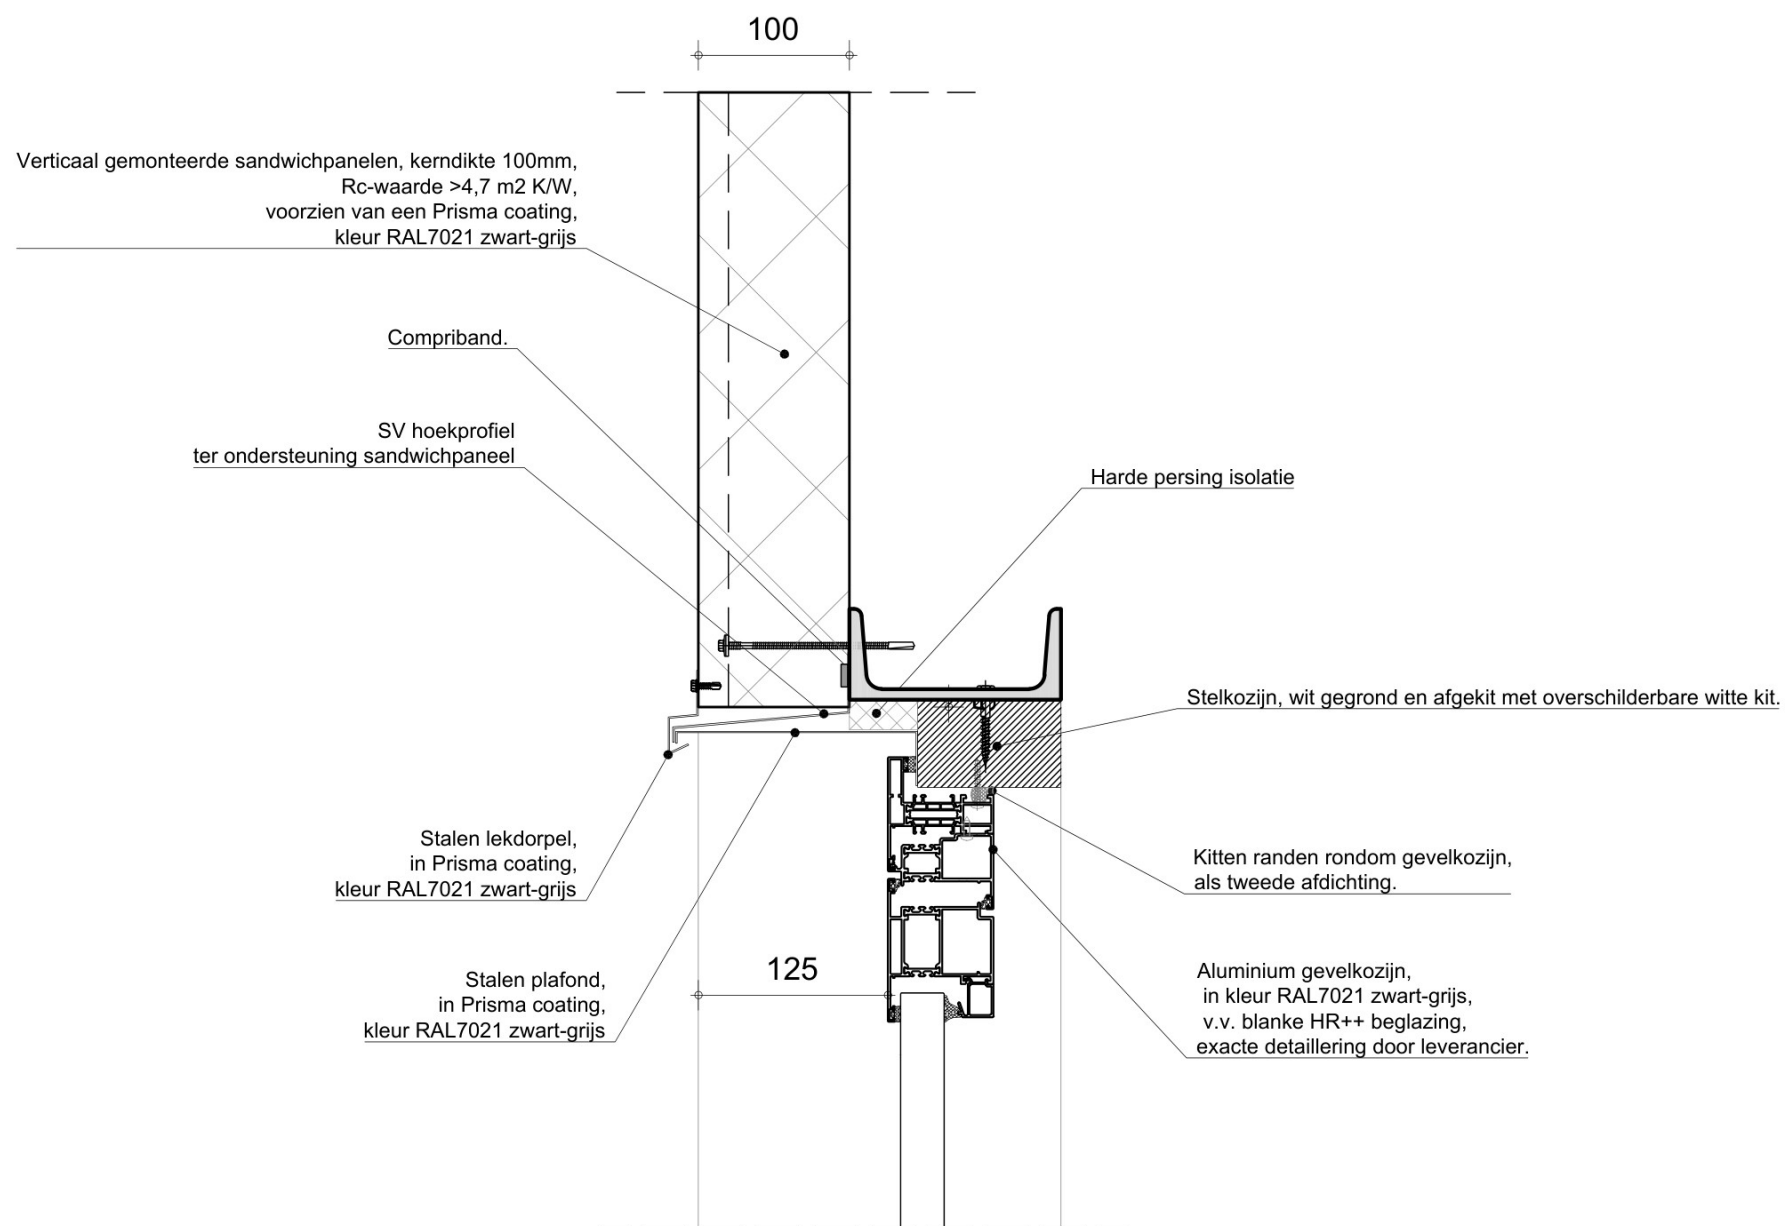 100
Verticaal gemonteerde sandwichpanelen, kerndikte 100mm,
Rc-waarde >4,7 m2 K/W,
voorzien van een Prisma coating,
kleur RAL7021 zwart-grijs
Compriband.
SV hoekprofiel
ter ondersteuning sandwichpaneel
Harde persing isolatie
Stelkozijn, wit gegrond en afgekit met overschilderbare witte kit.
Stalen lekdorpel,
in Prisma coating,
kleur RAL7021 zwart-grijs
Kitten randen rondom gevelkozijn,
als tweede afdichting.
125
Stalen plafond,
in Prisma coating,
kleur RAL7021 zwart-grijs
Aluminium gevelkozijn,
in kleur RAL7021 zwart-grijs,
v.v. blanke HR++ beglazing,
exacte detaillering door leverancier.